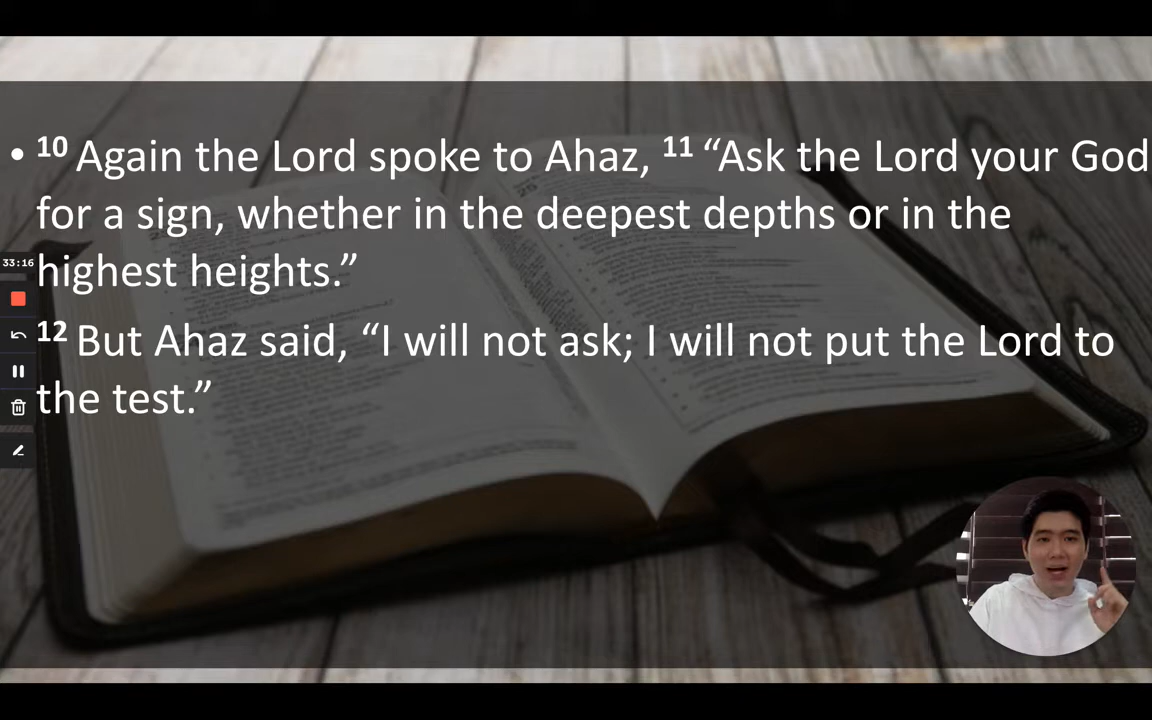 • 10 Again the Lord spoke to Ahaz, 11 “Ask the Lord your God
for a sign, whether in the deepest depths or in the
highest heights.”
12 But Ahaz said, “I will not ask; I will not put the Lord to
the test.”
33:16